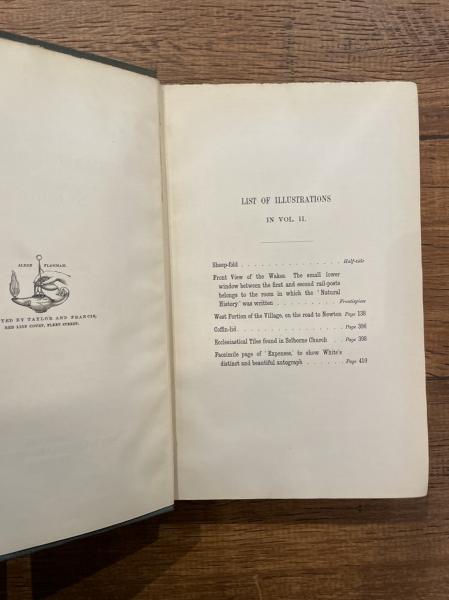 ALERE FLAMMAM.
TED BY TAYLOR AND FRANCIS,
RED LION COURT, FLEET STREET.
LIST OF ILLUSTRATIONS
IN VOL. II.
Sheep-fold . . . . . . . . . . . . . . . Half-title
Front View of the Wakes. The small lower
window between the first and second rail-posts
belongs to the room in which the 'Natural
History' was written . . . . . . . . . . Frontispiece
West Portion of the Village, on the road to Newton Page 138
Coffin-lid . . . . . . . . . . . . . . . Page 396
Ecclesiastical Tiles found in Selborne Church . . Page 398
Facsimile page of 'Expenses,' to show White's
distinct and beautiful autograph . . . . . . . Page 410